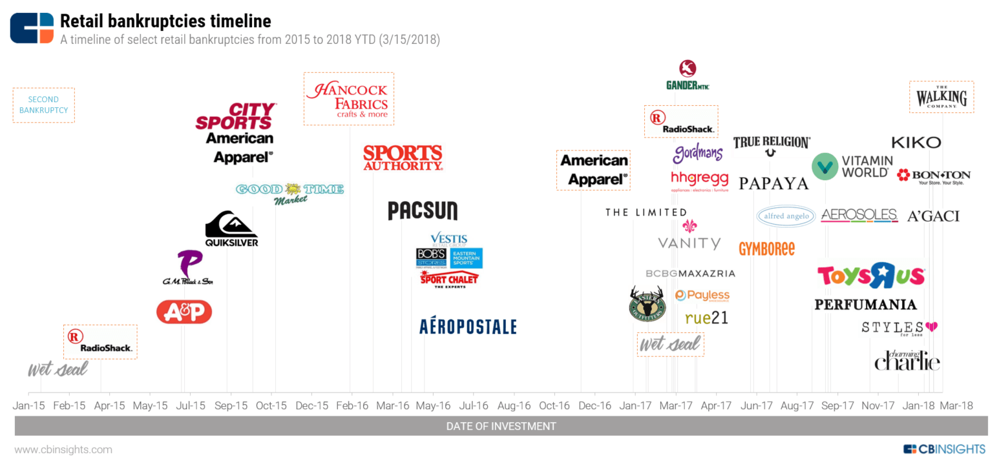 Retail bankruptcies timeline
A timeline of select retail bankruptcies from 2015 to 2018 YTD (3/15/2018)
SECOND
BANKRUPTCY
HANCOCK
FABRICS
crafts & more
CITY
SPORTS
American
Apparel®
GOOD TIME
Market
QUIKSILVER
P
G.M. Pollack & Son
A&P
R
RadioShack.
wet seal
SPORTS
AUTHORITY
PACSUN
VESTIS
RETAIL GROUP
BOB'S
STORES
EASTERN
MOUNTAIN
SPORTS
SPORT CHALET
THE EXPERTS
AÉROPOSTALE
American
Apparel®
GANDER MTN.
R
RadioShack.
gordmans
hhgregg
appliances | electronics | furniture
THE LIMITED
VANITY
BCBGMAXAZRIA
EASTERN
OUTFITTERS
Payless
SHOESOURCE
rue21
wet seal
TRUE RELIGION®
PAPAYA
alfred angelo
GYMBOREE
VITAMIN
WORLD®
AEROSOLES
TOYS R US
PERFUMANIA
STYLES
for less
charming
charlie
THE
WALKING
COMPANY
KIKO
BON•TON
Your Store. Your Style.
A'GACI
Jan-15 Feb-15 Apr-15 May-15 Jul-15 Sep-15 Oct-15 Dec-15 Feb-16 Mar-16 May-16 Jul-16 Aug-16 Oct-16 Dec-16 Jan-17 Mar-17 Apr-17 Jun-17 Aug-17 Sep-17 Nov-17 Jan-18 Mar-18
DATE OF INVESTMENT
www.cbinsights.com
CBINSIGHTS